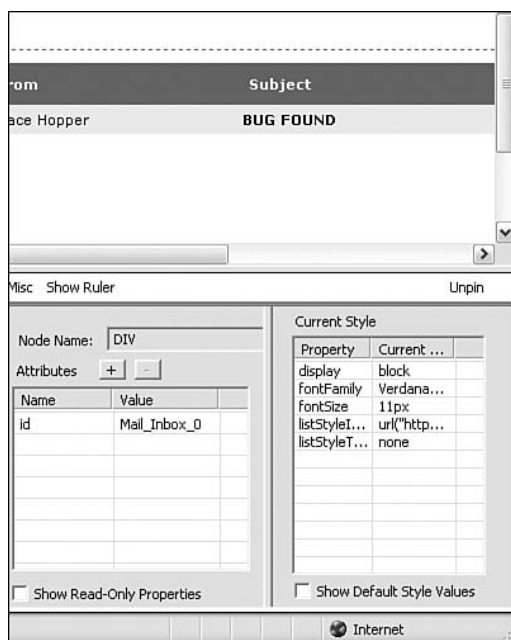 rom Subject
ace Hopper BUG FOUND
Misc Show Ruler Unpin
Node Name: DIV
Attributes + -
Name Value
id Mail_Inbox_0
Show Read-Only Properties
Current Style
Property Current ...
display block
fontFamily Verdana...
fontSize 11px
listStyleI... url("http...
listStyleT... none
Show Default Style Values
Internet